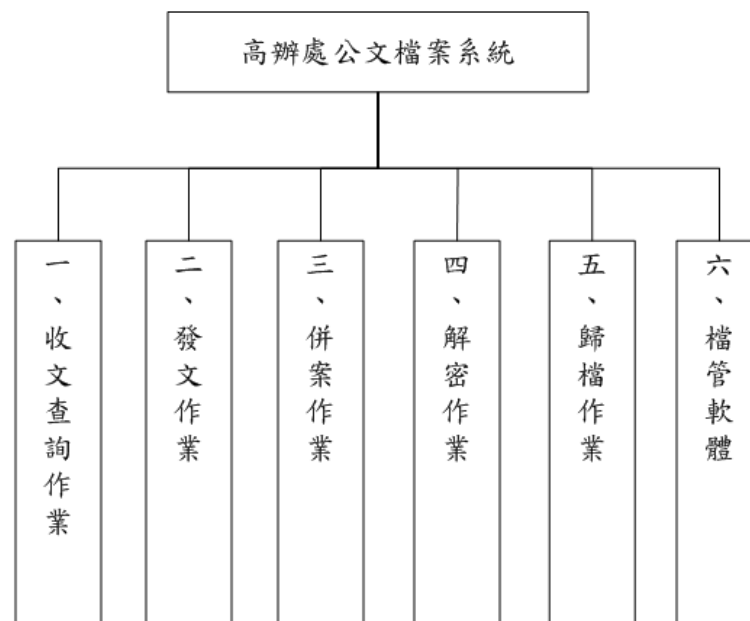 高辦處公文檔案系統
一、收文查詢作業
二、發文作業
三、併案作業
四、解密作業
五、歸檔作業
六、檔管軟體